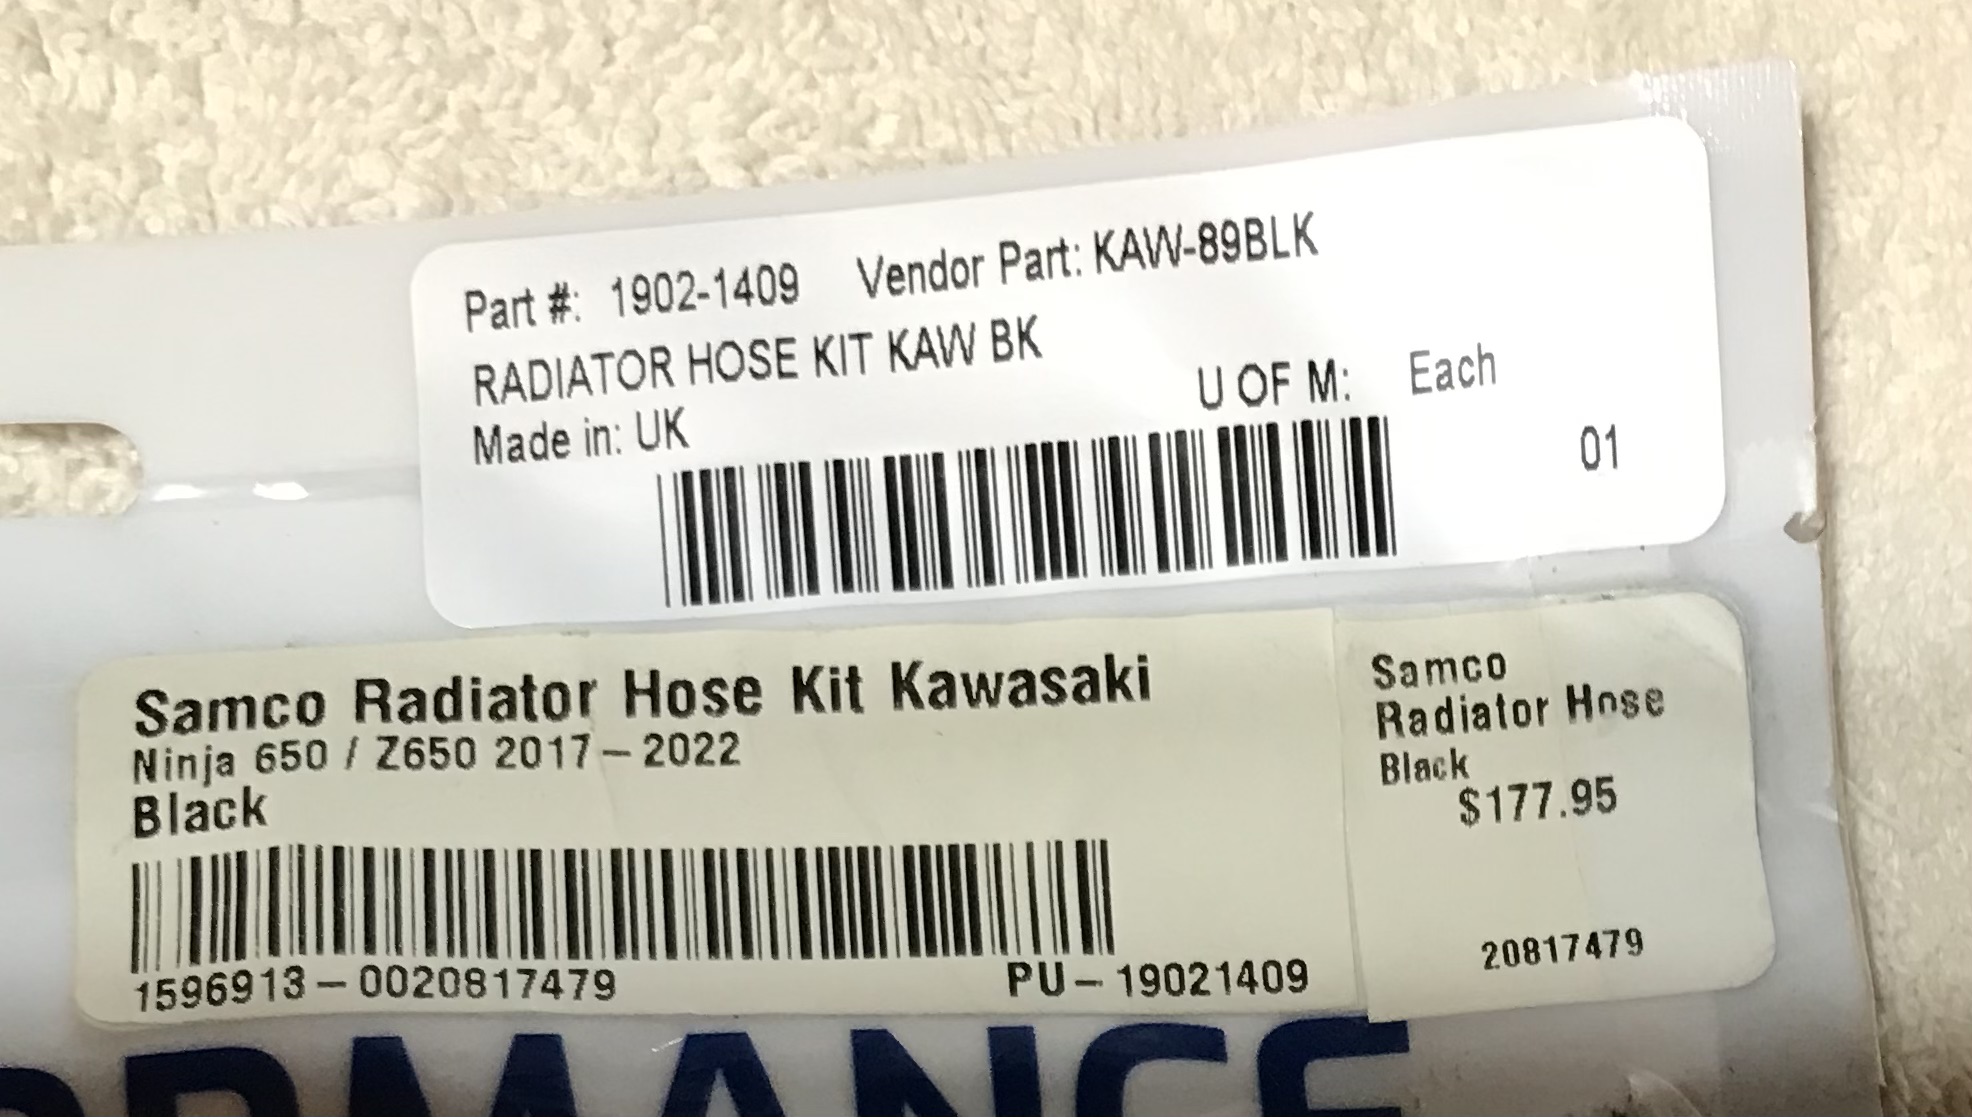 Part #: 1902-1409 Vendor Part: KAW-89BLK
RADIATOR HOSE KIT KAW BK
U OF M: Each
Made in: UK
01
Samco Radiator Hose Kit Kawasaki
Ninja 650 / Z650 2017-2022
Black
1596913-0020817479 PU-19021409
Samco
Radiator Hose
Black
$177.95
20817479